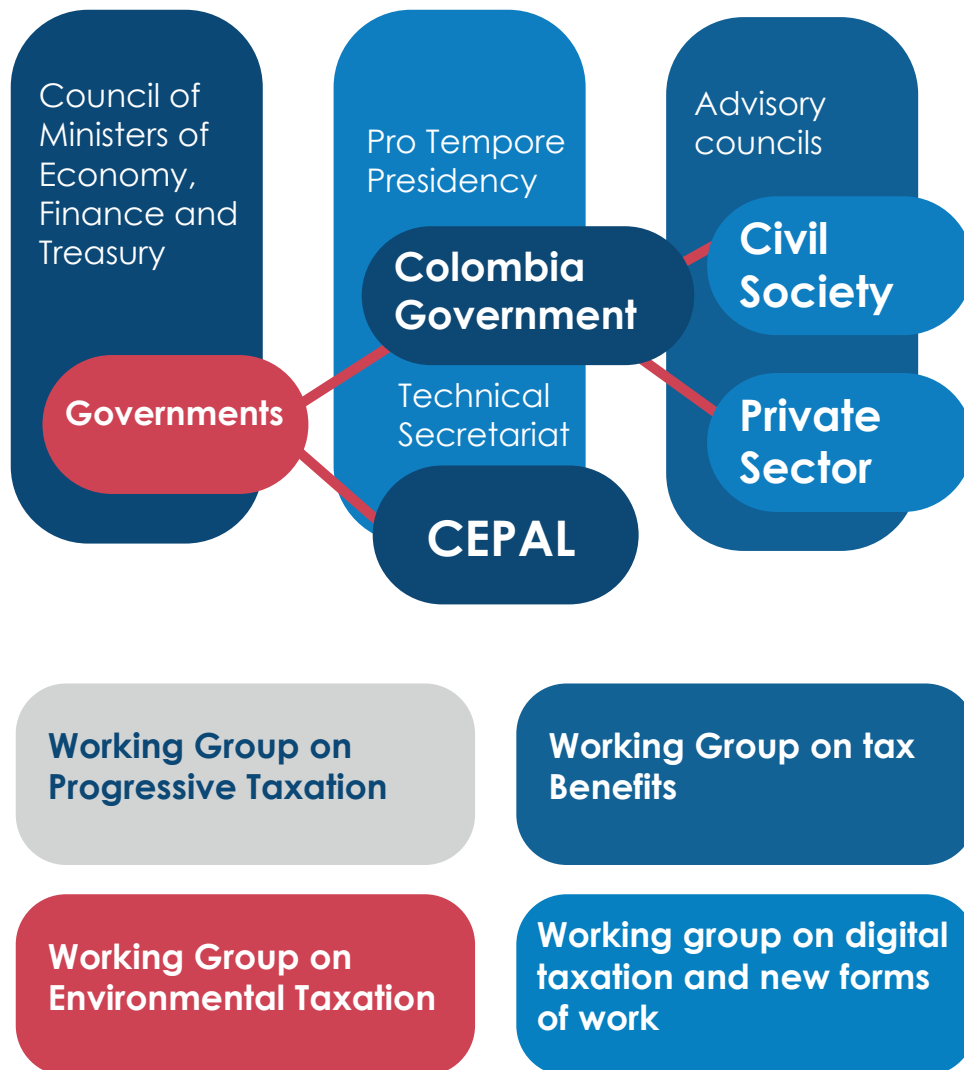 Council of
Ministers of
Economy,
Finance and
Treasury
Governments
Pro Tempore
Presidency
Colombia
Government
Technical
Secretariat
CEPAL
Advisory
councils
Civil
Society
Private
Sector
Working Group on
Progressive Taxation
Working Group on tax
Benefits
Working Group on
Environmental Taxation
Working group on digital
taxation and new forms
of work